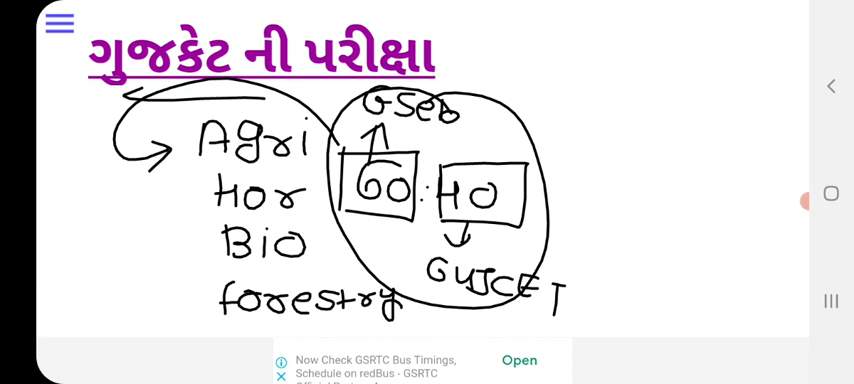 ગુજકેટ ની પરીક્ષા
GSEB
Agri
60 : 40
Hor
Bio
GUJCET
forestry
Now Check GSRTC Bus Timings,
Schedule on redBus - GSRTC
Open